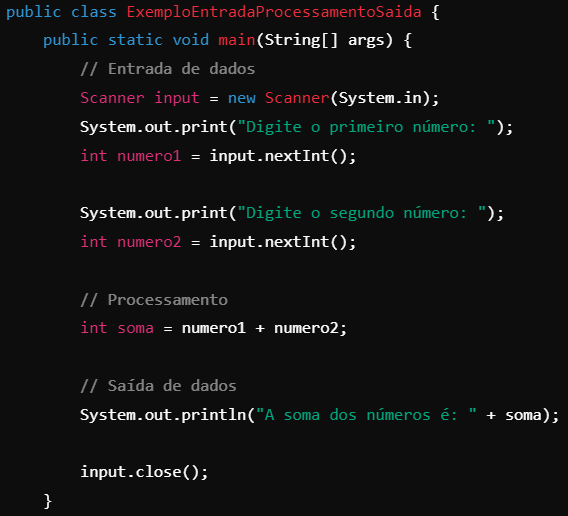 public class ExemploEntradaProcessamentoSaida {
    public static void main(String[] args) {
        // Entrada de dados
        Scanner input = new Scanner(System.in);
        System.out.print("Digite o primeiro número: ");
        int numero1 = input.nextInt();

        System.out.print("Digite o segundo número: ");
        int numero2 = input.nextInt();

        // Processamento
        int soma = numero1 + numero2;

        // Saída de dados
        System.out.println("A soma dos números é: " + soma);

        input.close();
    }